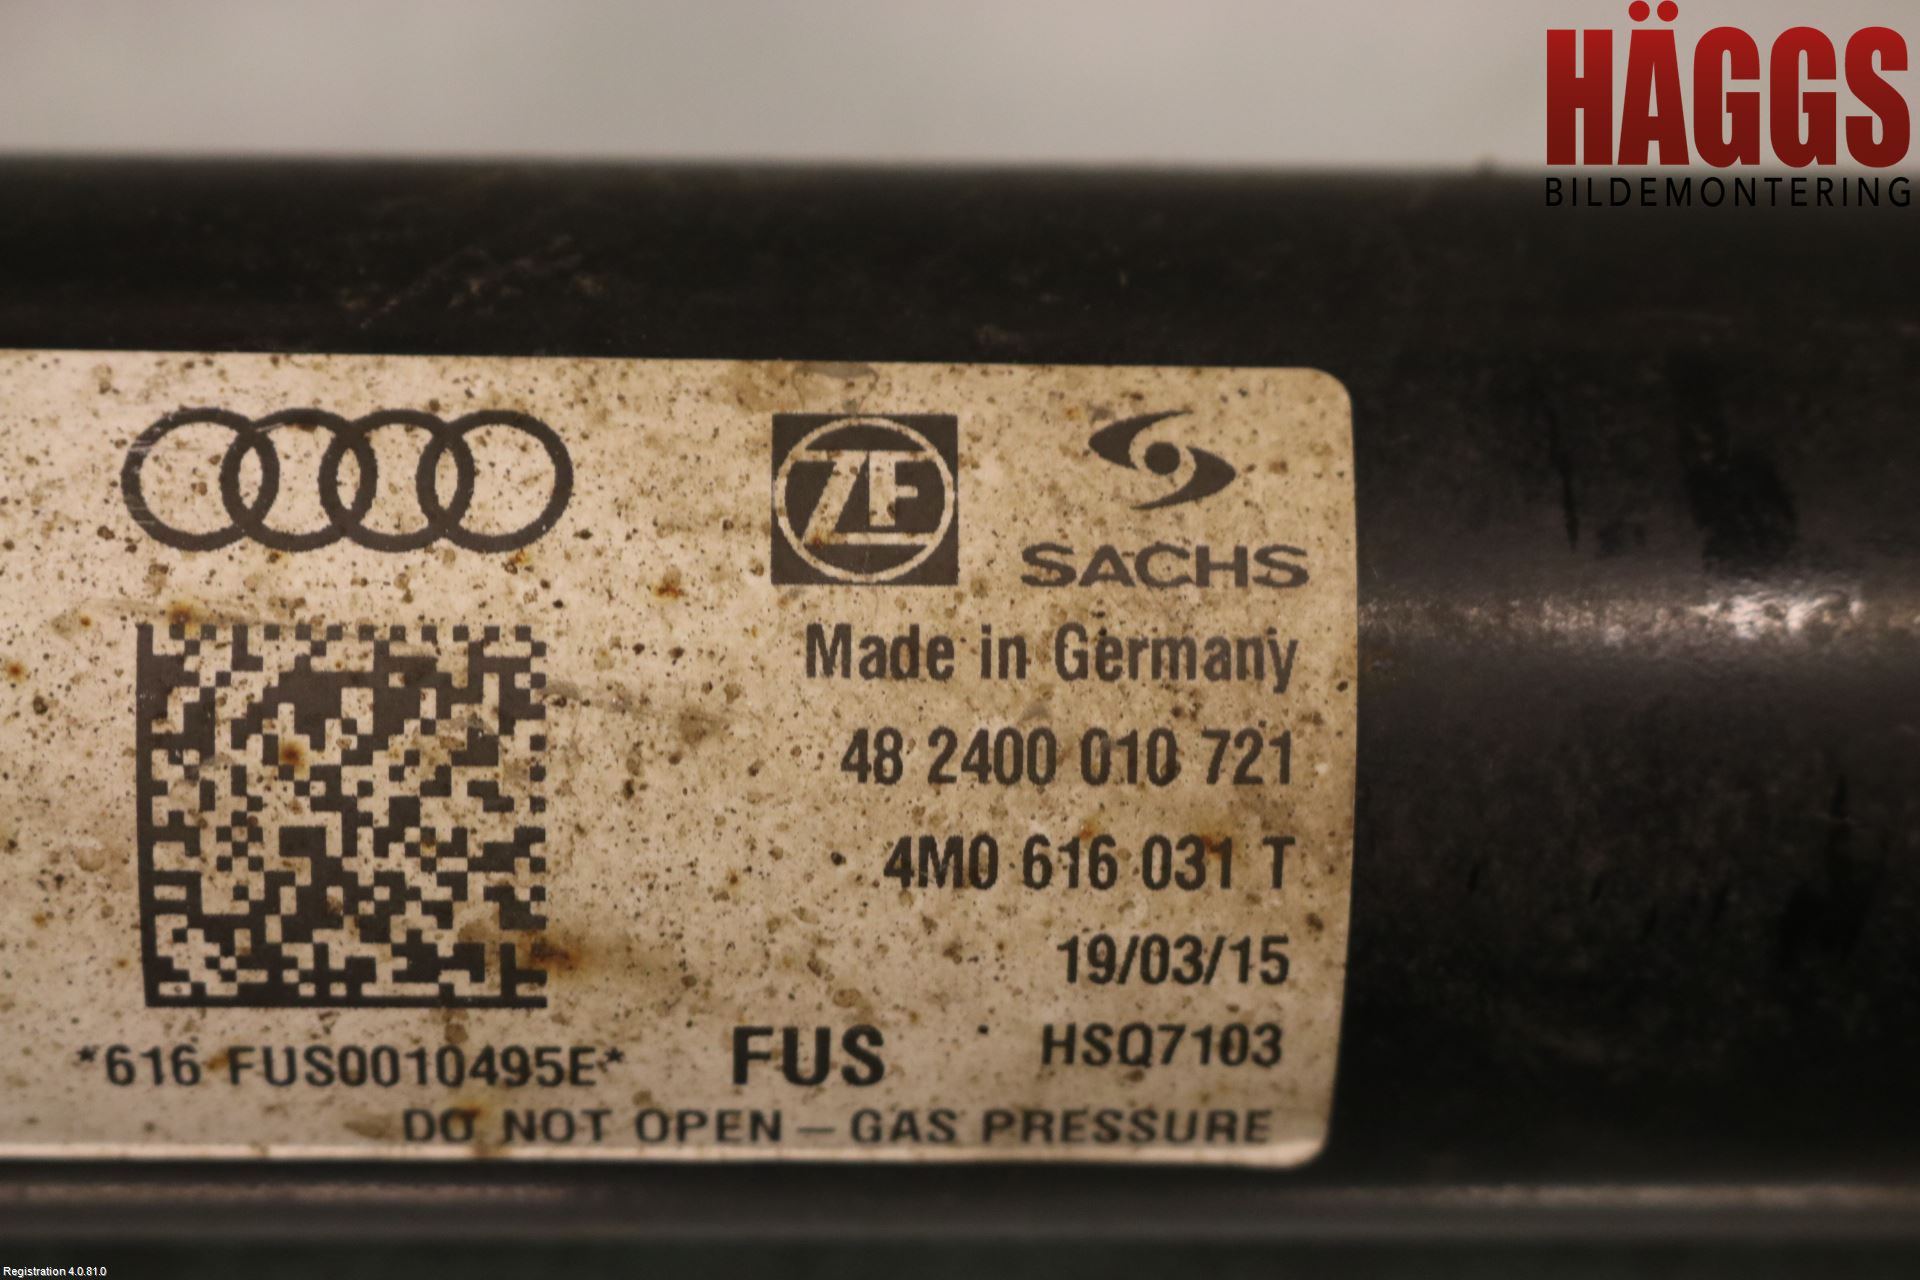 HÄGGS
BILDEMONTERING
ZF
SACHS
Made in Germany
48 2400 010 721
4M0 616 031 T
19/03/15
*616 FUS0010495E*
FUS
HSQ7103
DO NOT OPEN – GAS PRESSURE
Registration 4.0.81.0